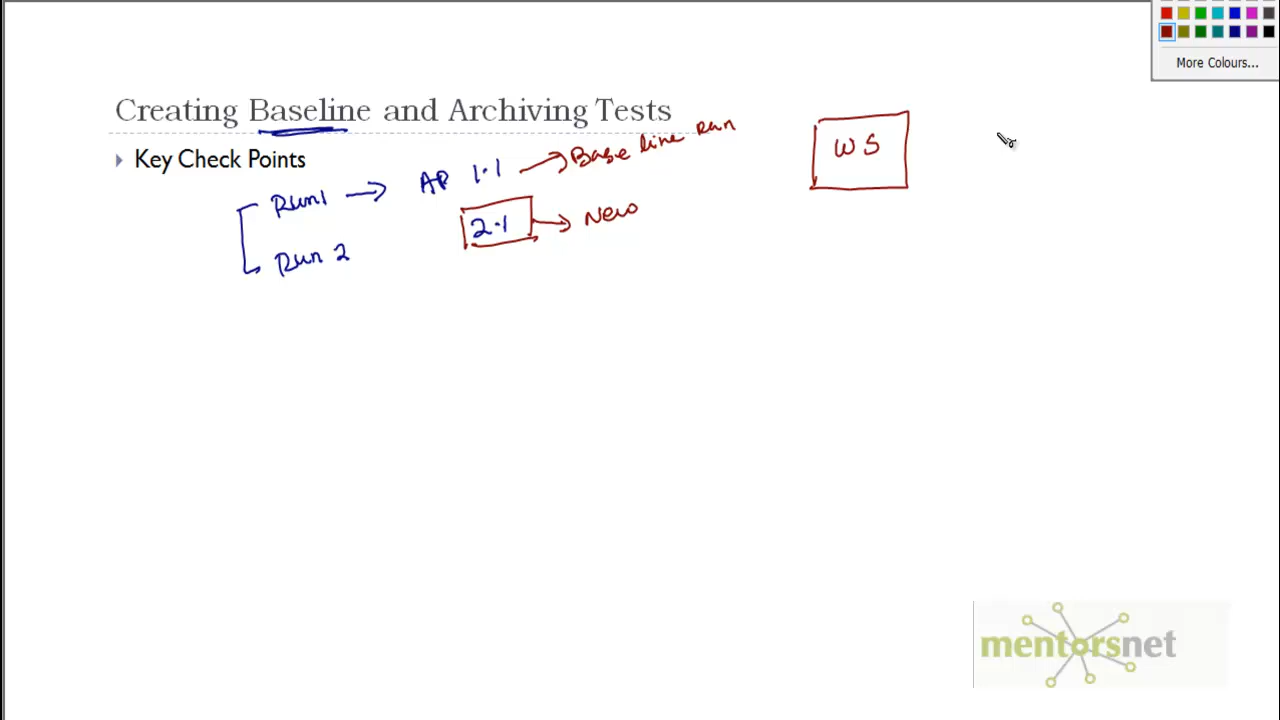 More Colours...
Creating Baseline and Archiving Tests
Key Check Points
Run1 → AP 1.1 → Base line run
WS
2.1 → New
Run 2
mentorsnet